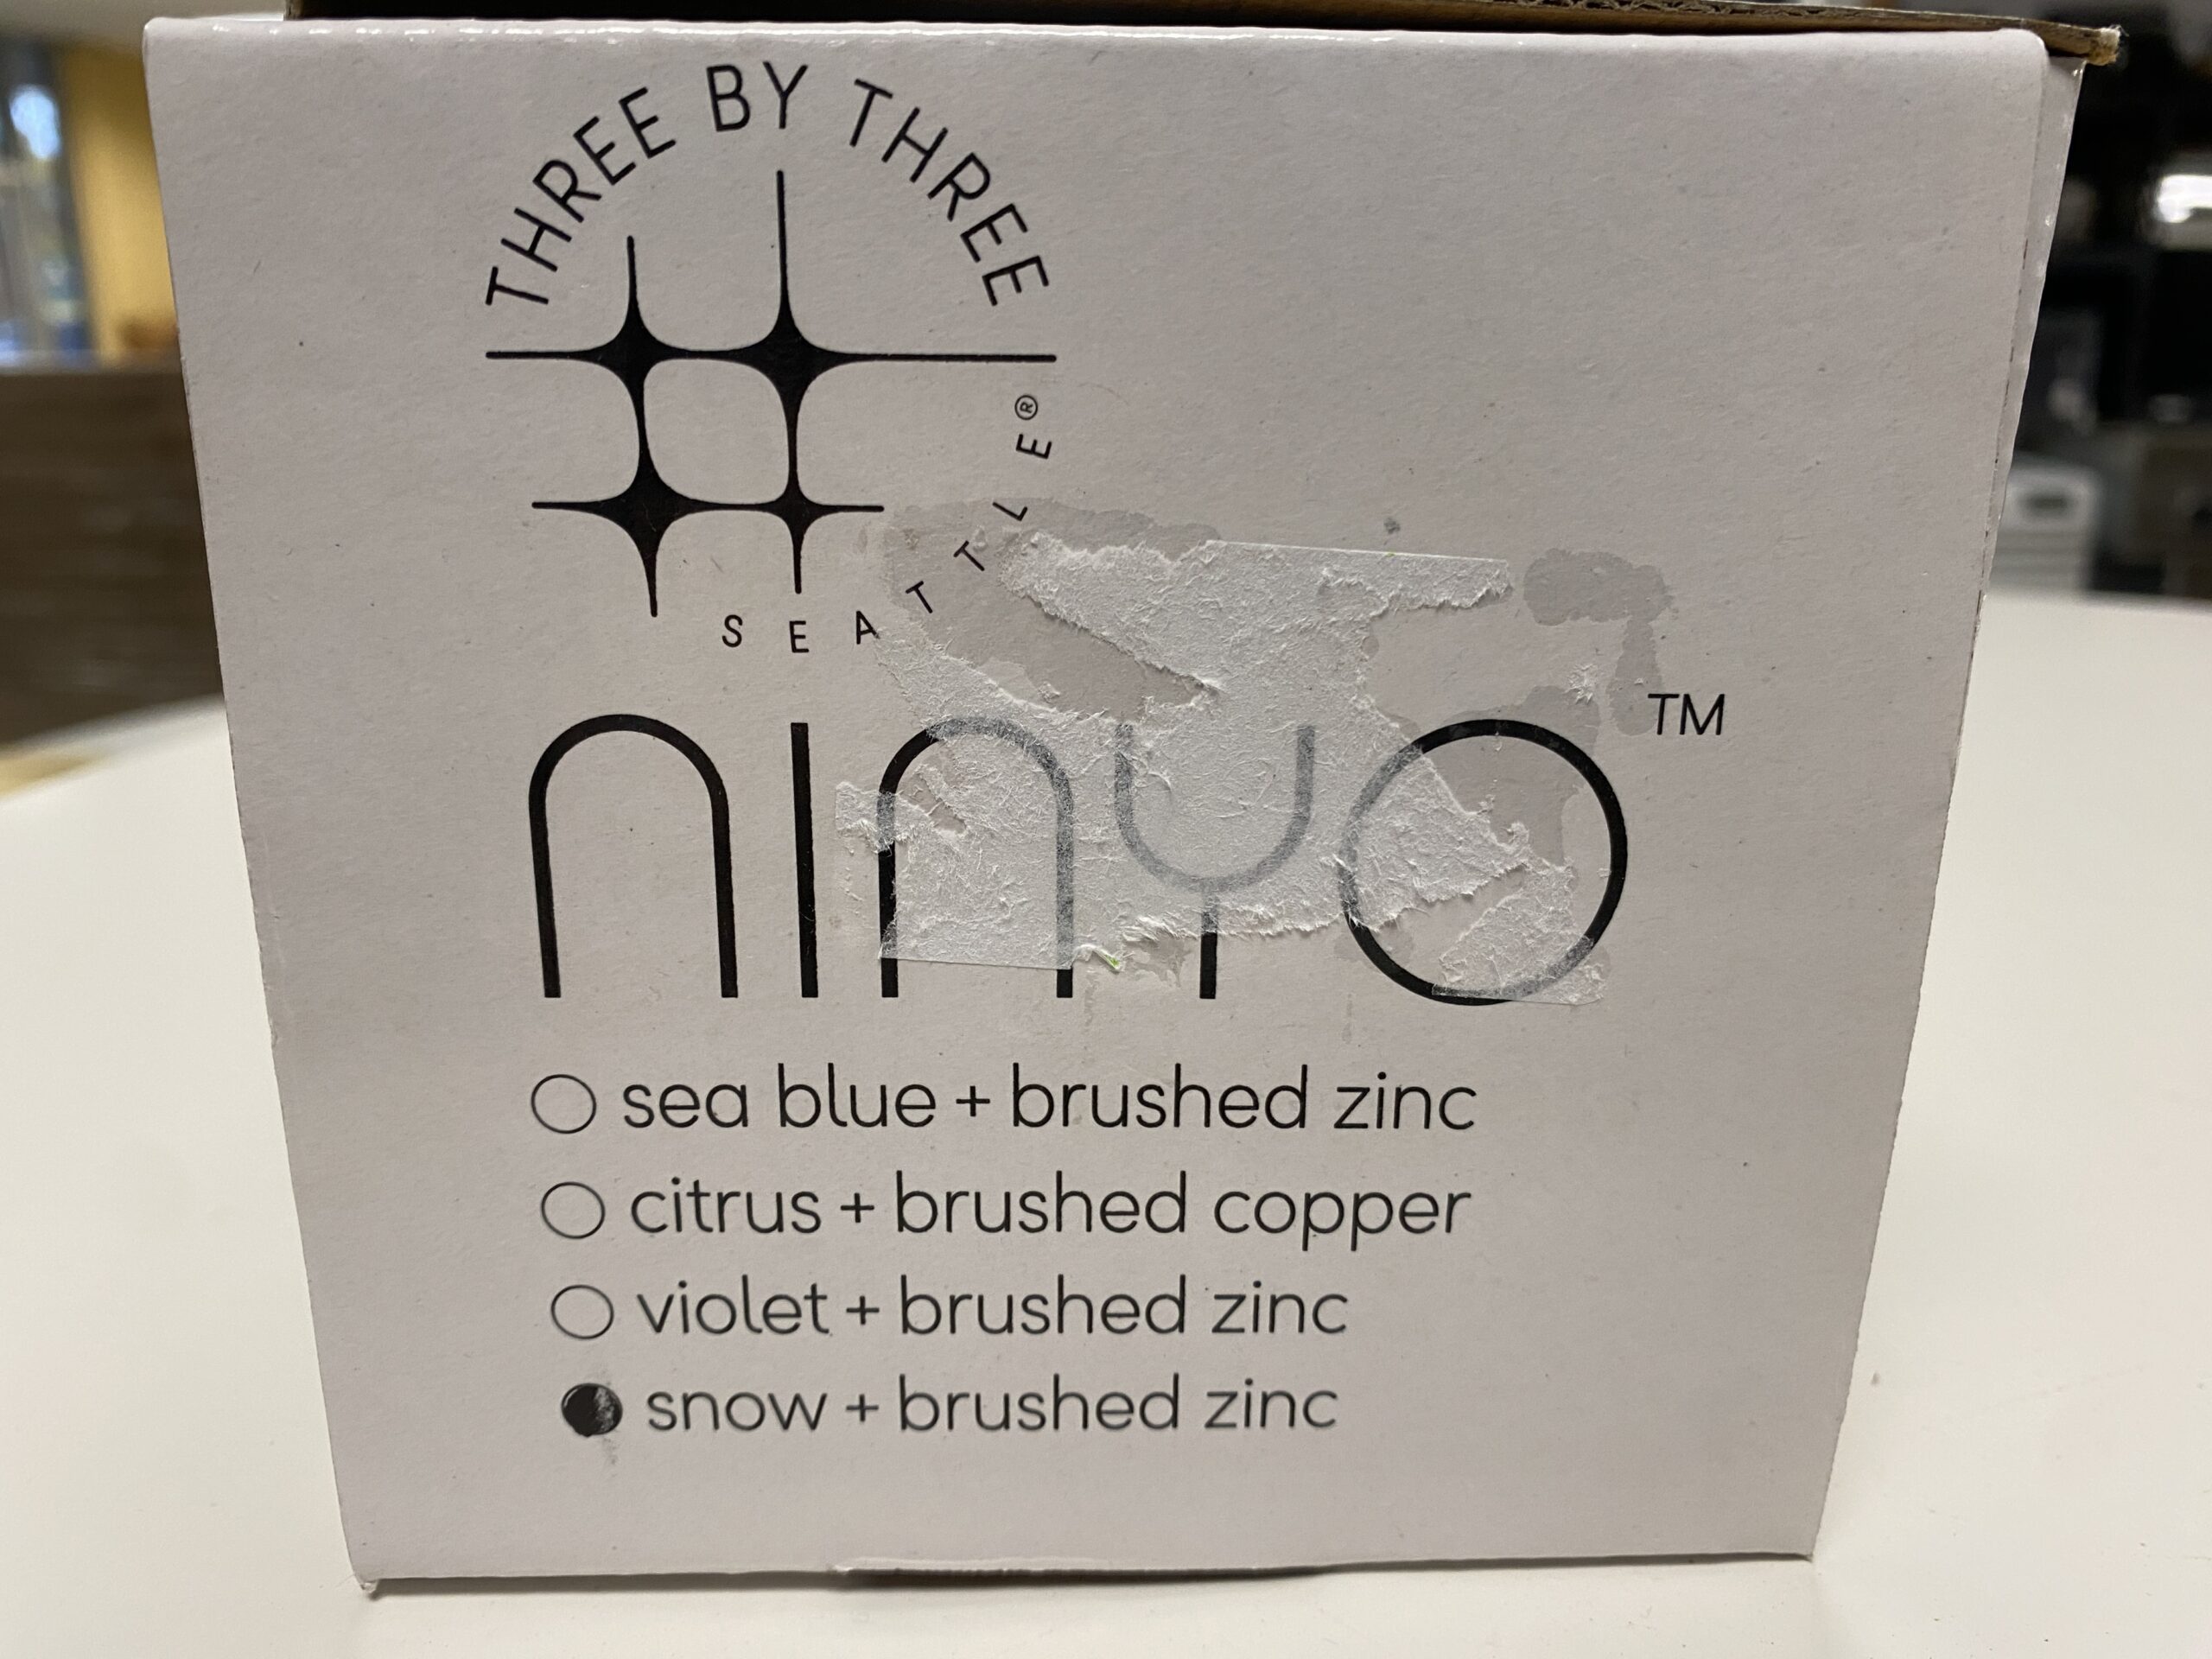 THREE BY THREE
SEATTLE®
ninyo™
sea blue + brushed zinc
citrus + brushed copper
violet + brushed zinc
snow + brushed zinc